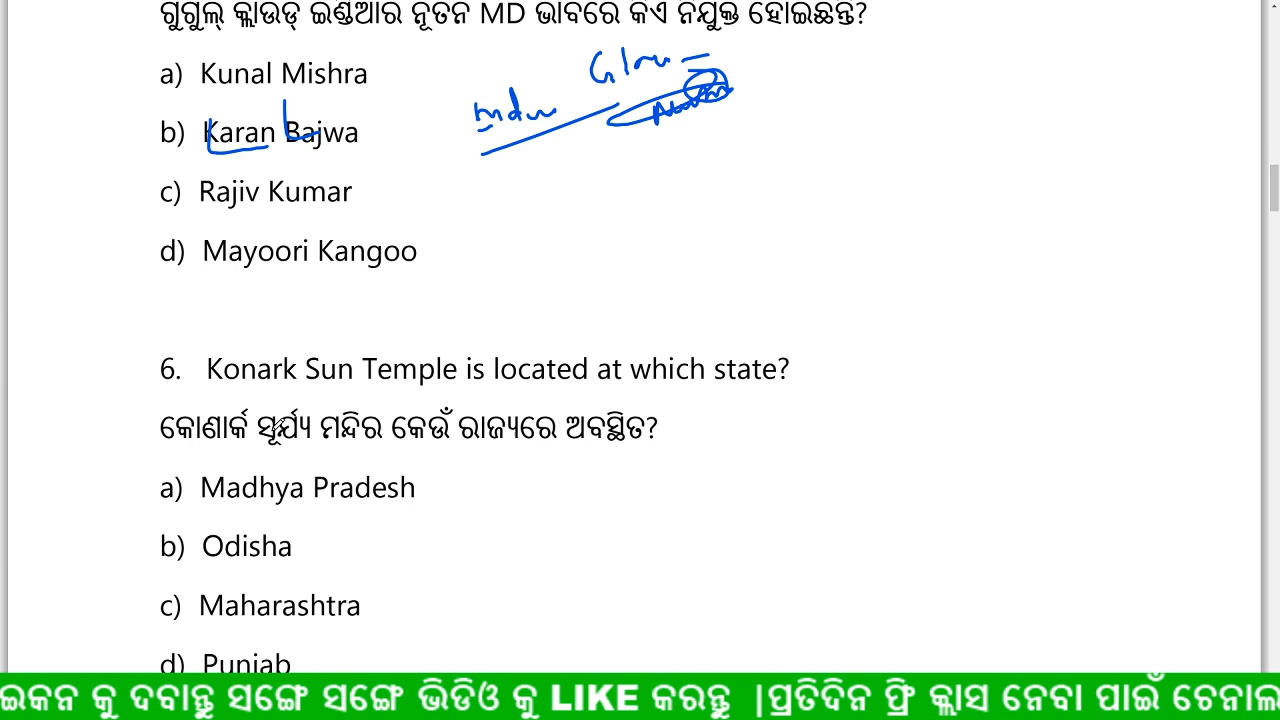 ଗୁଗୁଲ୍ କ୍ଲାଉଡ୍ ଇଣ୍ଡିଆର ନୂତନ MD ଭାବରେ କିଏ ନିଯୁକ୍ତ ହୋଇଛନ୍ତି?
a) Kunal Mishra
b) Karan Bajwa
c) Rajiv Kumar
d) Mayoori Kangoo
6. Konark Sun Temple is located at which state?
କୋଣାର୍କ ସୂର୍ଯ୍ୟ ମନ୍ଦିର କେଉଁ ରାଜ୍ୟରେ ଅବସ୍ଥିତ?
a) Madhya Pradesh
b) Odisha
c) Maharashtra
d) Punjab
ଇକନ କୁ ଦବାନ୍ତୁ ସଙ୍ଗେ ସଙ୍ଗେ ଭିଡିଓ କୁ LIKE କରନ୍ତୁ |ପ୍ରତିଦିନ ଫ୍ରି କ୍ଲାସ ନେବା ପାଇଁ ଚେନାଲ